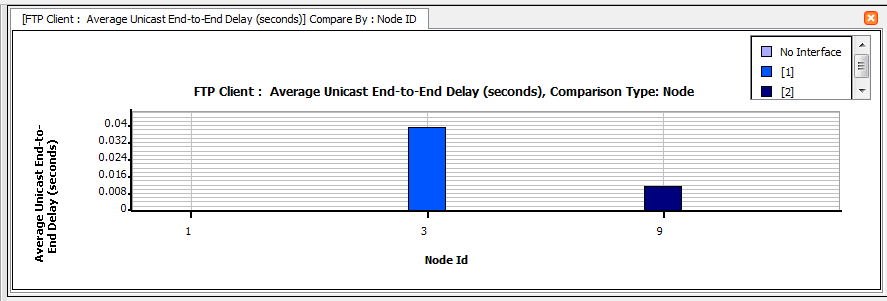 [FTP Client : Average Unicast End-to-End Delay (seconds)] Compare By : Node ID
No Interface
[1]
[2]
FTP Client : Average Unicast End-to-End Delay (seconds), Comparison Type: Node
Average Unicast End-to-
End Delay (seconds)
0.04
0.032
0.024
0.016
0.008
0
1 3 9
Node Id